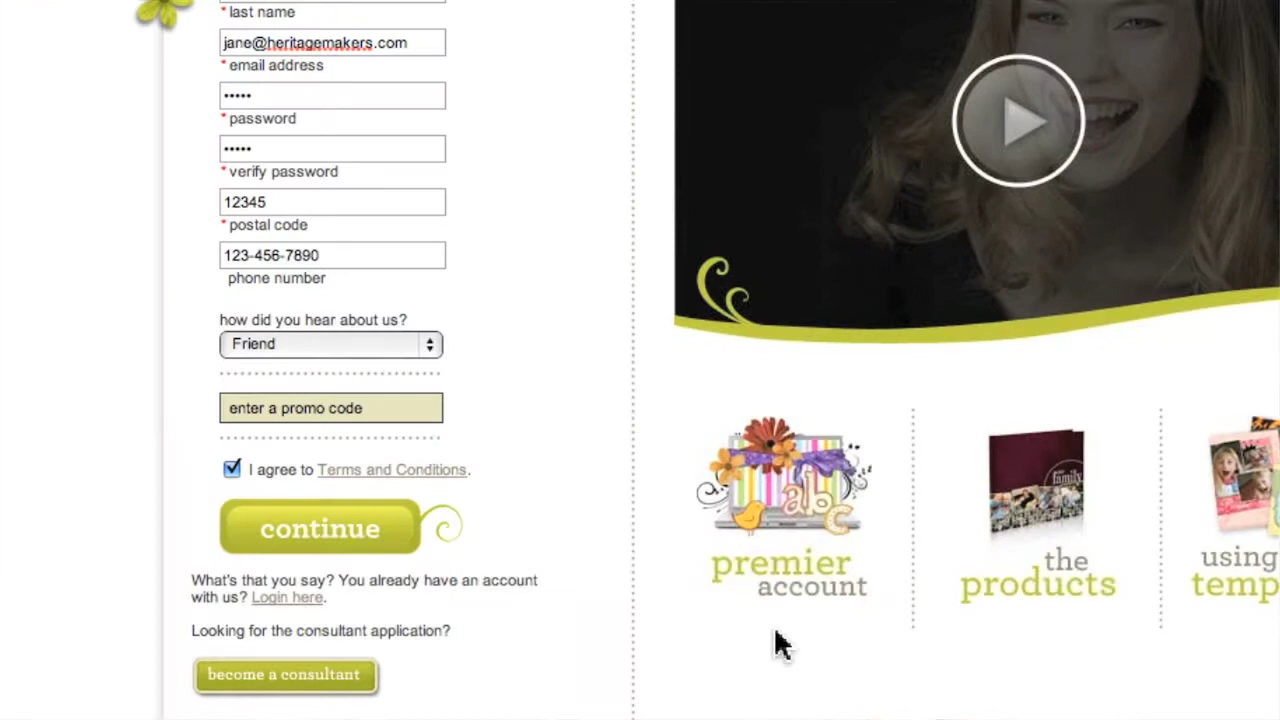 * last name
jane@heritagemakers.com
* email address
•••••
* password
•••••
* verify password
12345
* postal code
123-456-7890
phone number
how did you hear about us?
Friend
enter a promo code
I agree to Terms and Conditions.
continue
What's that you say? You already have an account
with us? Login here.
Looking for the consultant application?
become a consultant
abc
premier
account
family
the
products
using
temp